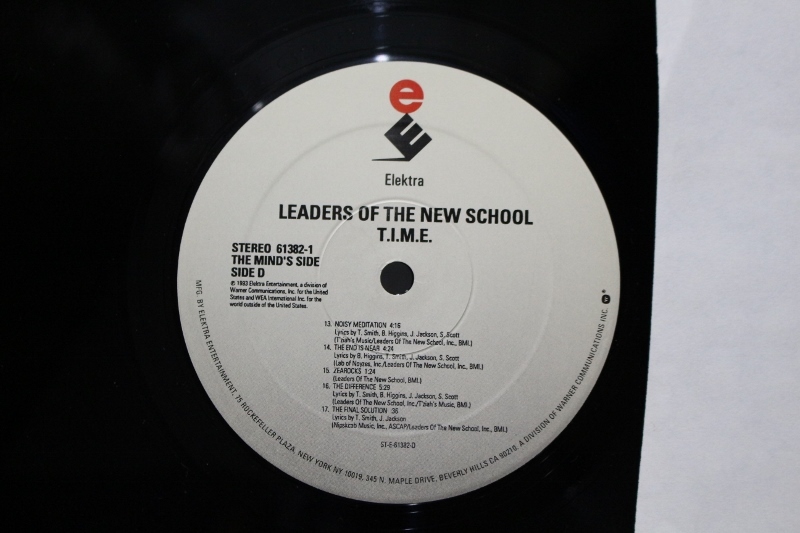 e
E
Elektra
LEADERS OF THE NEW SCHOOL
T.I.M.E.
STEREO 61382-1
THE MIND'S SIDE
SIDE D
℗ 1993 Elektra Entertainment, a division of
Warner Communications, Inc. for the United
States and WEA International Inc. for the
world outside of the United States.
13. NOISY MEDITATION 4:16
Lyrics by T. Smith, B. Higgins, J. Jackson, S. Scott
(T'ziah's Music/Leaders Of The New School, Inc., BMI.)
14. THE END IS NEAR 4:24
Lyrics by B. Higgins, T. Smith, J. Jackson, S. Scott
(Lab of Noyzes, Inc./Leaders Of The New School, Inc., BMI.)
15. ZEAROCKS 1:24
(Leaders Of The New School, BMI.)
16. THE DIFFERENCE 5:29
Lyrics by T. Smith, B. Higgins, J. Jackson, S. Scott
(Leaders Of The New School, Inc./T'ziah's Music, BMI.)
17. THE FINAL SOLUTION :36
Lyrics by T. Smith, J. Jackson
Music, Inc., ASCAP/Leaders Of The New School, Inc., BMI.)
ST-E-61382-D
MFG. BY ELEKTRA ENTERTAINMENT, 75 ROCKEFELLER PLAZA, NEW YORK NY 10019, 345 N. MAPLE DRIVE, BEVERLY HILLS CA 90210. A DIVISION OF WARNER COMMUNICATIONS INC. ®